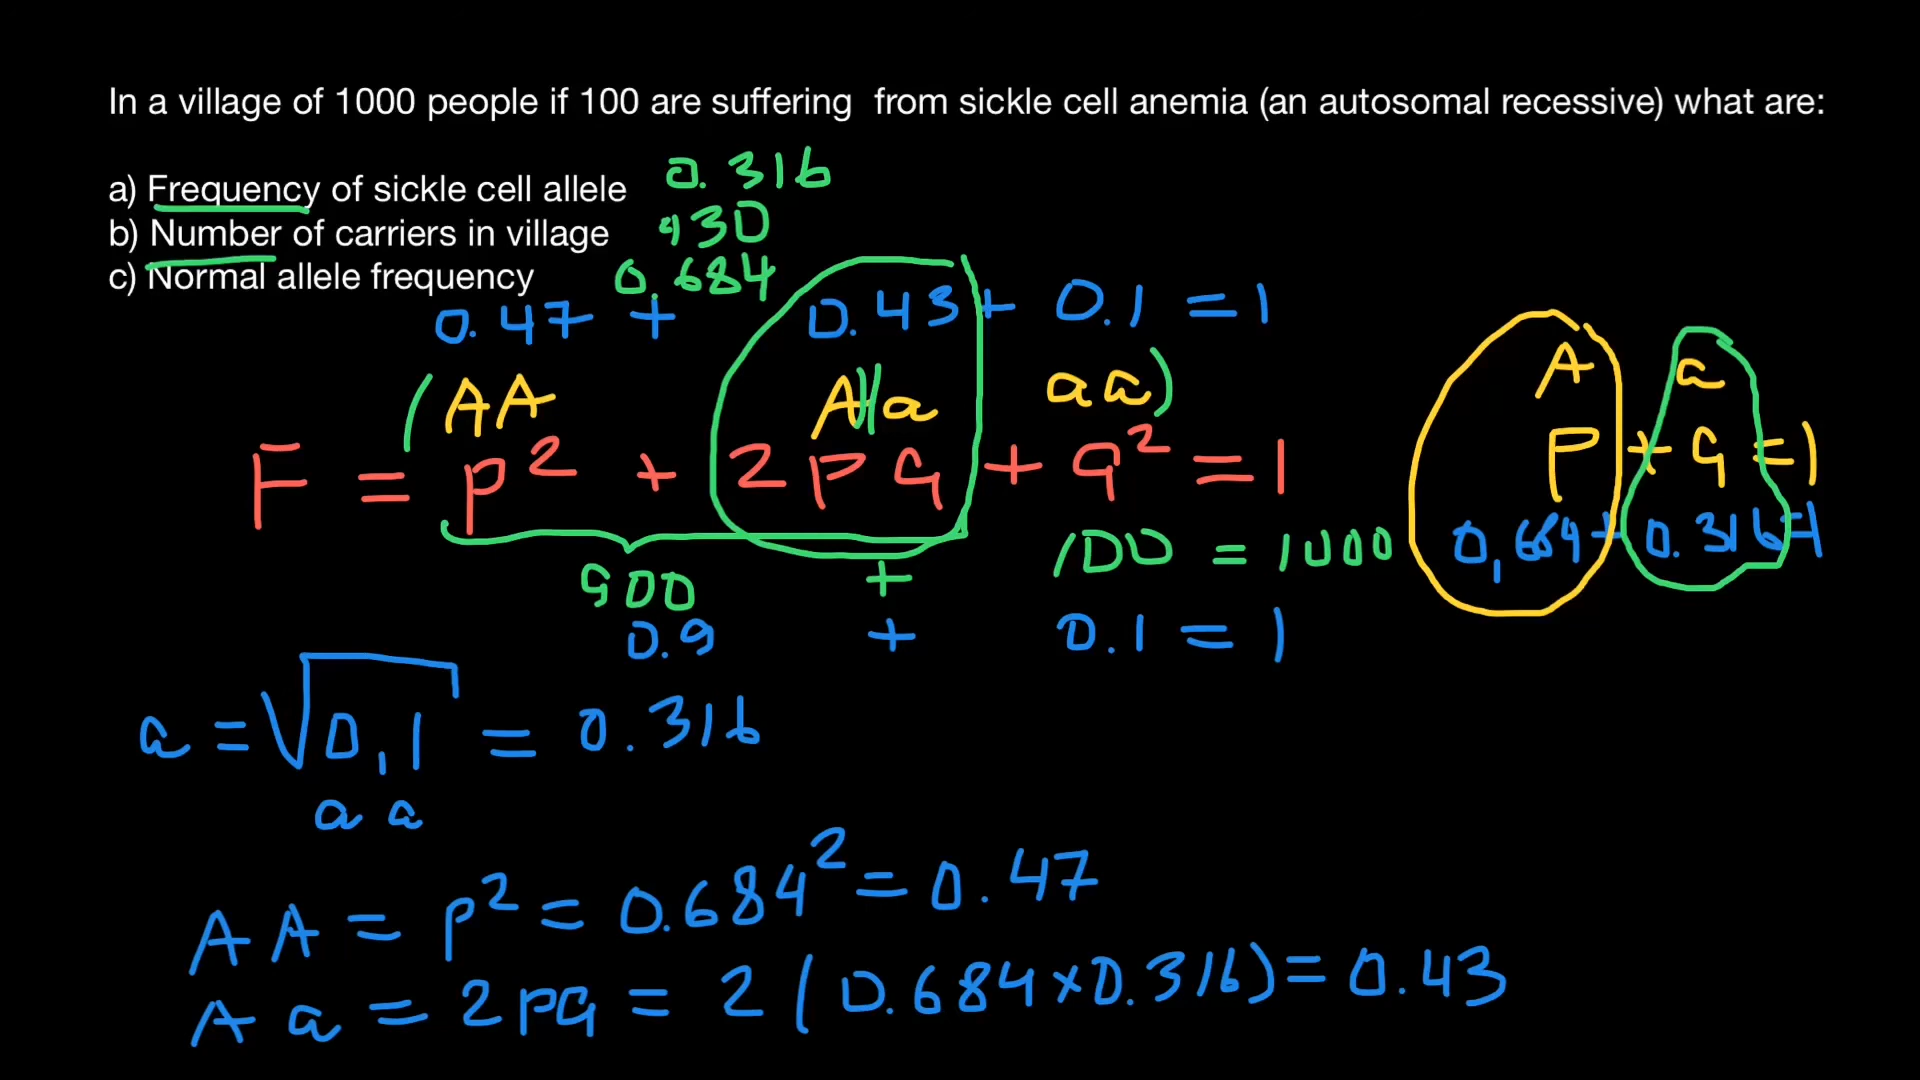 In a village of 1000 people if 100 are suffering from sickle cell anemia (an autosomal recessive) what are:
a) Frequency of sickle cell allele 0.316
b) Number of carriers in village 430
c) Normal allele frequency 0.684
0.47 + 0.43 + 0.1 = 1
(AA Aa aa) A a
F = p² + 2pq + q² = 1 P + q = 1
0,684 + 0.316 = 1
900 + 100 = 1000
0.9 + 0.1 = 1
a = √0,1 = 0.316
aa
AA = p² = 0.684² = 0.47
Aa = 2pq = 2(0.684x0.316) = 0.43